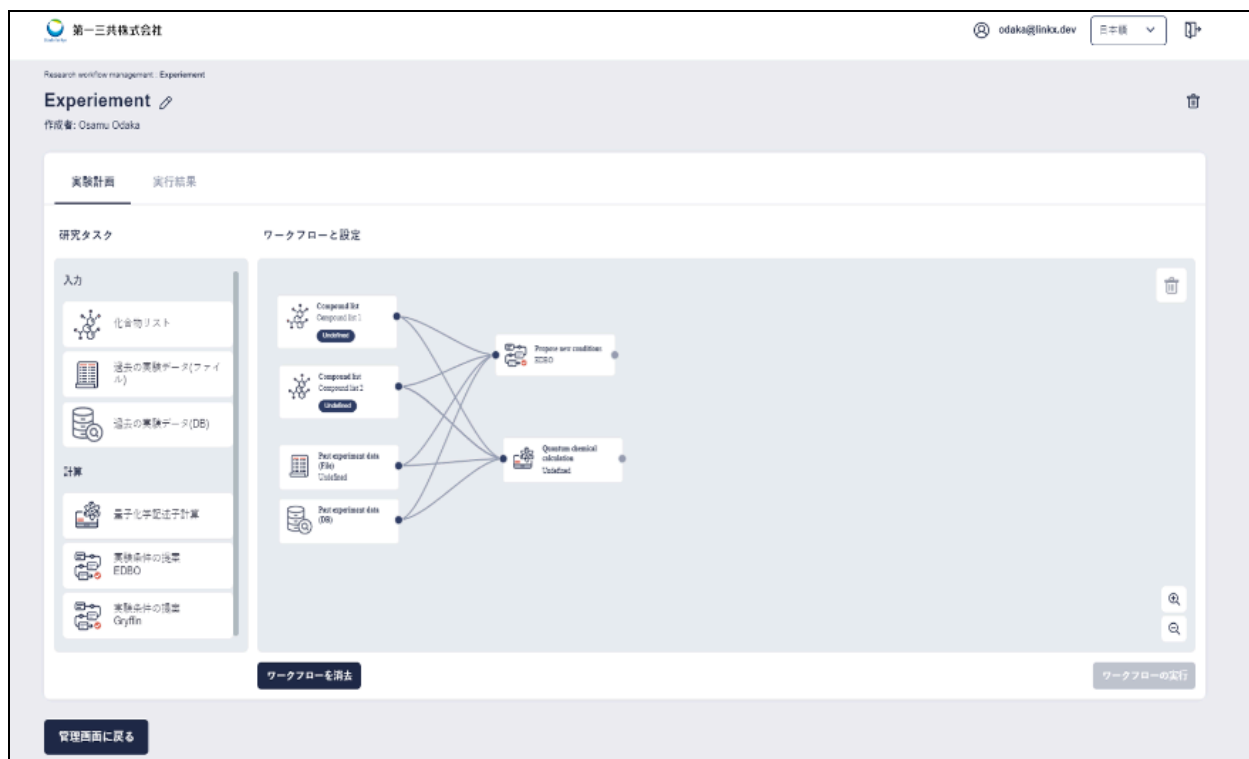 第一三共株式会社
odaka@linkx.dev
日本語
Research workflow management : Experiement
Experiement
作成者: Osamu Odaka
実験計画
実行結果
研究タスク
ワークフローと設定
入力
化合物リスト
過去の実験データ(ファイ
ル)
過去の実験データ(DB)
計算
量子化学記述子計算
実験条件の提案
EDBO
実験条件の提案
Gryffin
Compound list
Compound list 1
Undefined
Compound list
Compound list 2
Undefined
Past experiment data
(File)
Undefined
Past experiment data
(DB)
Propose new conditions
EDBO
Quantum chemical
calculation
Undefined
ワークフローを消去
ワークフローの実行
管理画面に戻る